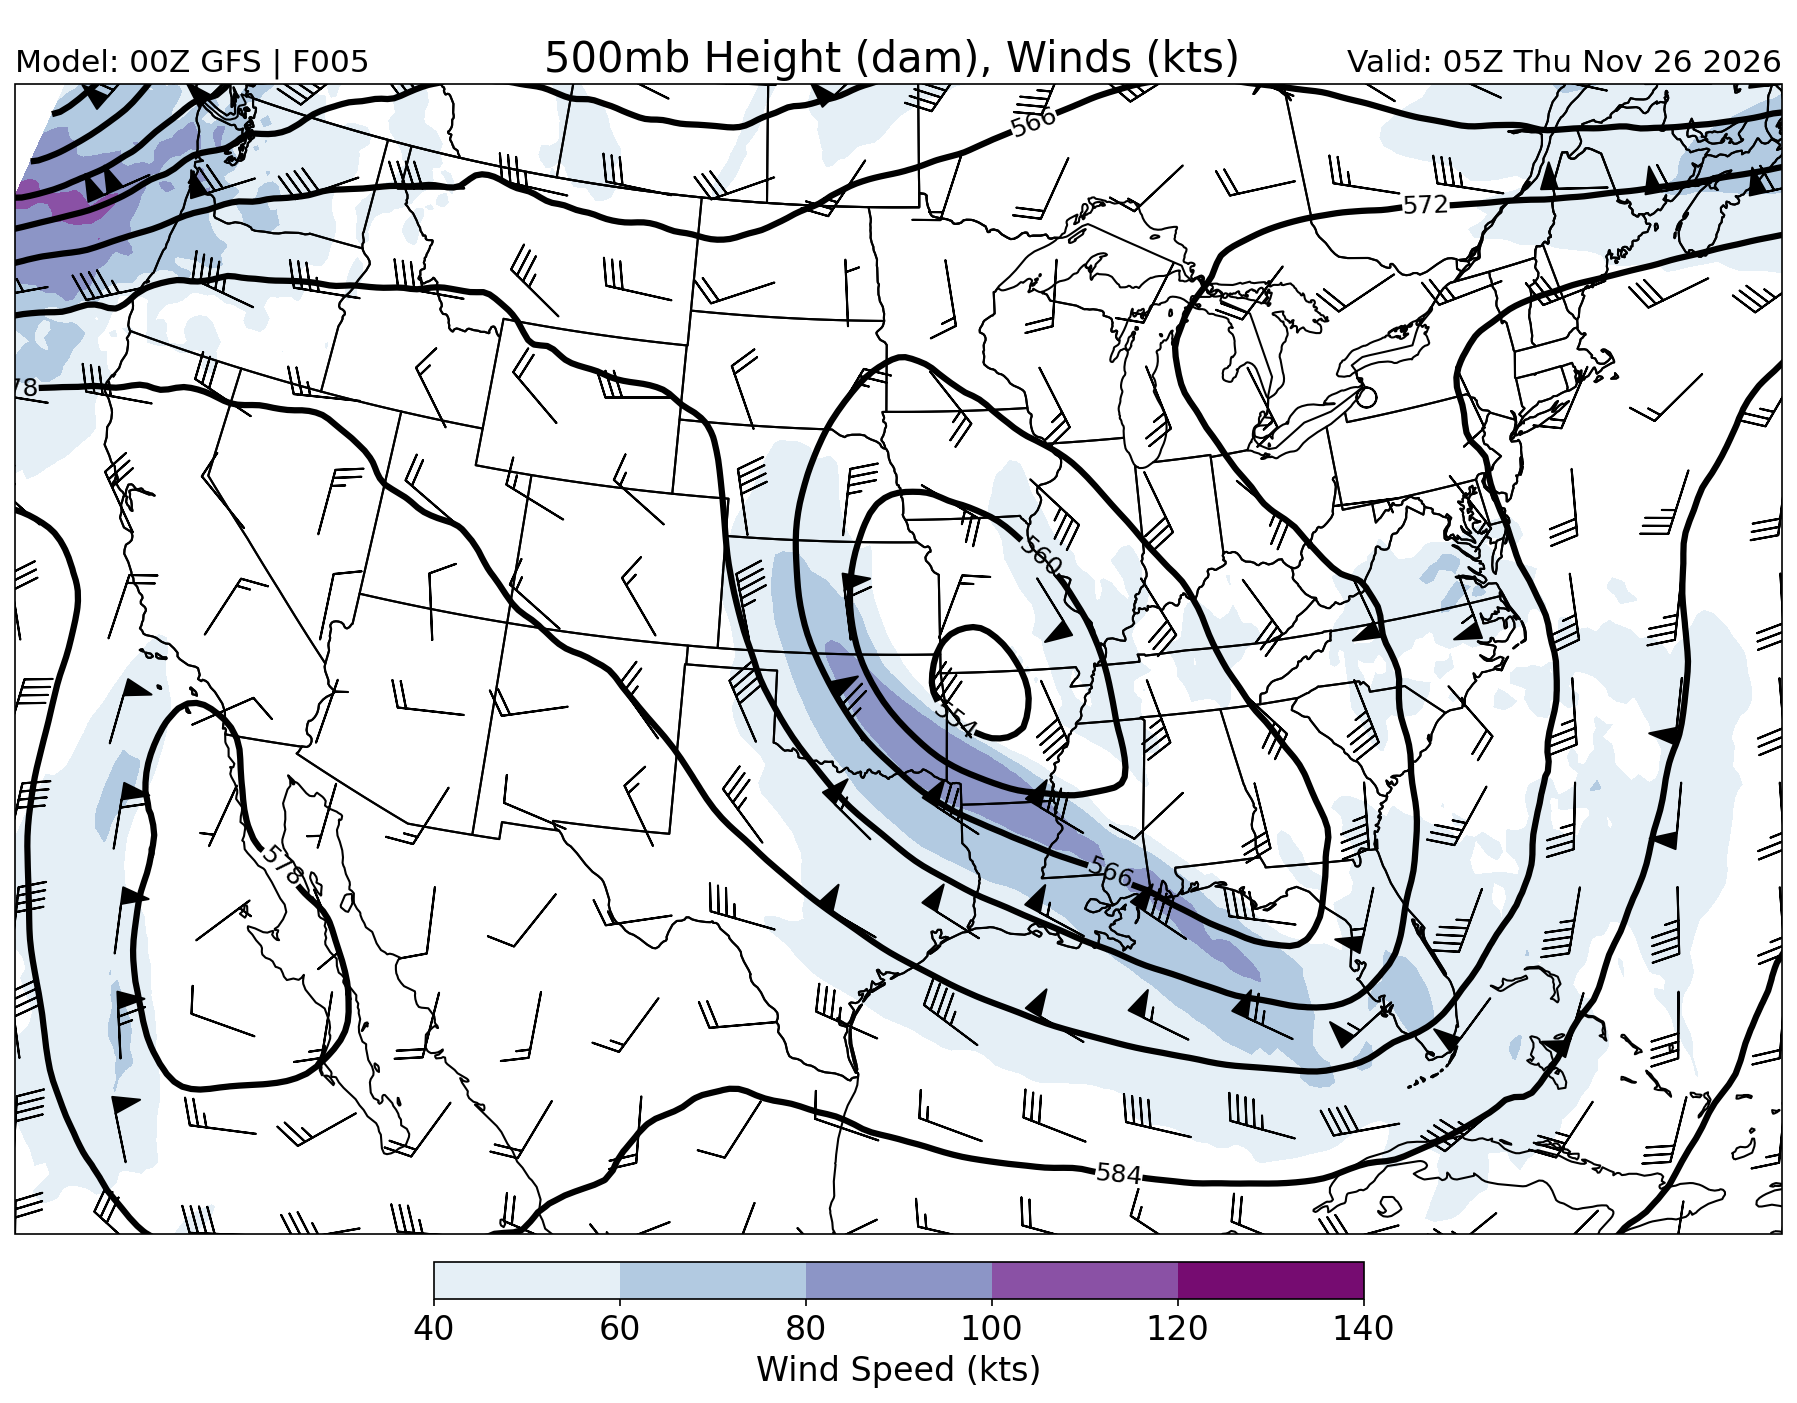 Model: 00Z GFS | F005
500mb Height (dam), Winds (kts)
Valid: 05Z Thu Nov 26 2026
566
572
78
560
554
578
566
584
40 60 80 100 120 140
Wind Speed (kts)